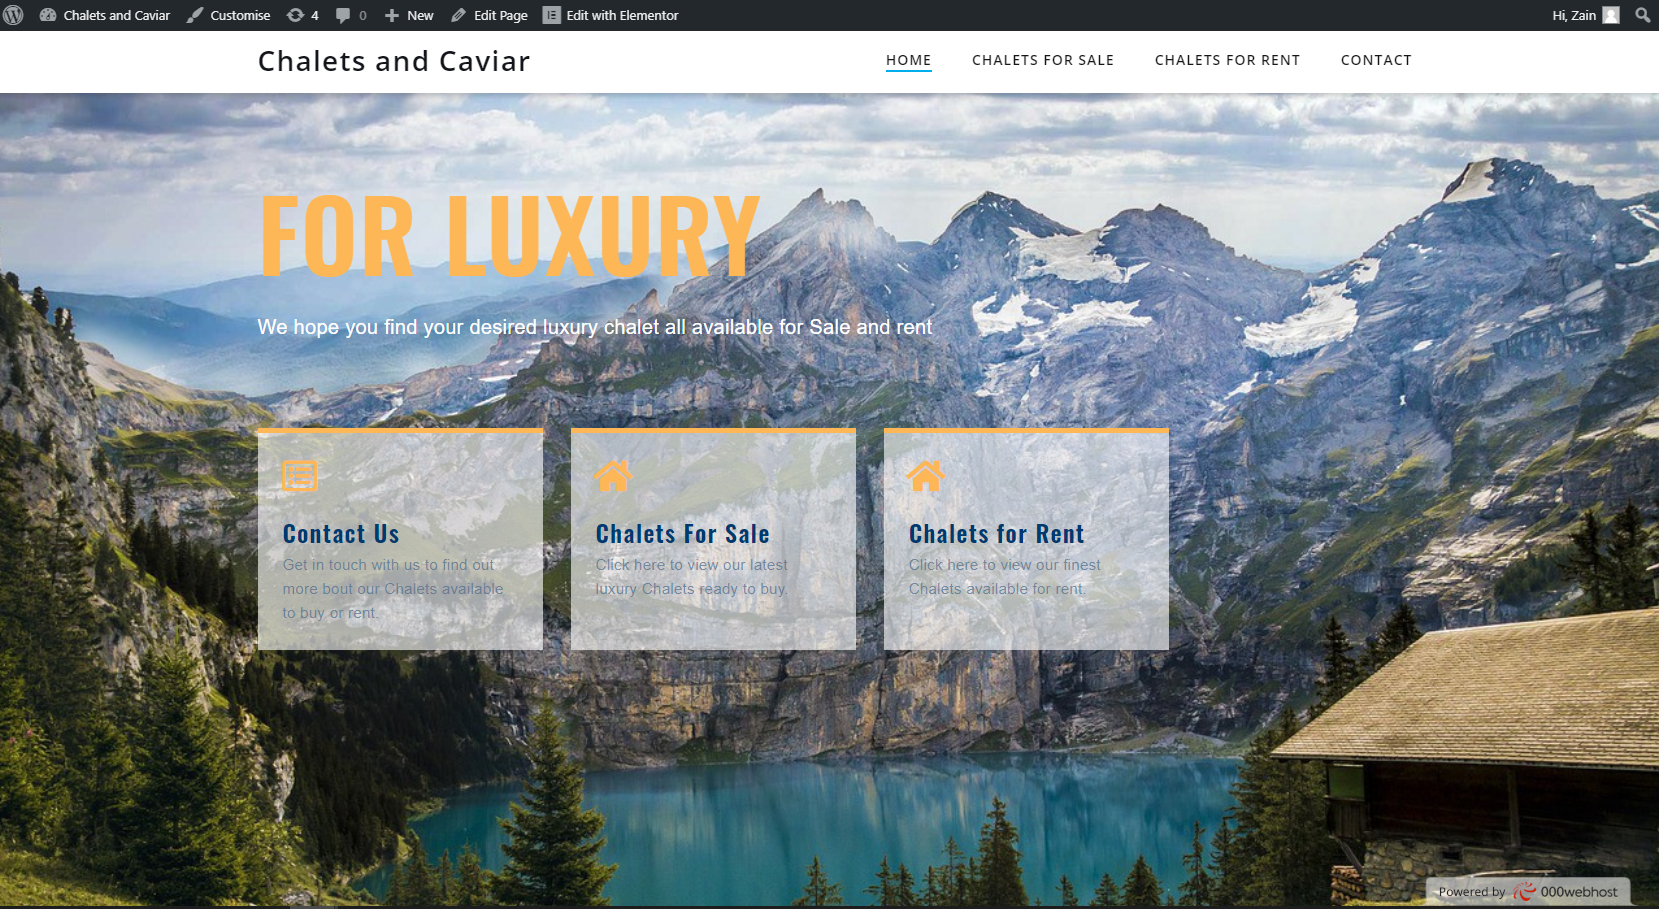 Chalets and Caviar Customise 4 0 New Edit Page Edit with Elementor Hi, Zain
Chalets and Caviar
HOME CHALETS FOR SALE CHALETS FOR RENT CONTACT
FOR LUXURY
We hope you find your desired luxury chalet all available for Sale and rent
Contact Us
Get in touch with us to find out
more bout our Chalets available
to buy or rent.
Chalets For Sale
Click here to view our latest
luxury Chalets ready to buy.
Chalets for Rent
Click here to view our finest
Chalets available for rent.
Powered by 000webhost